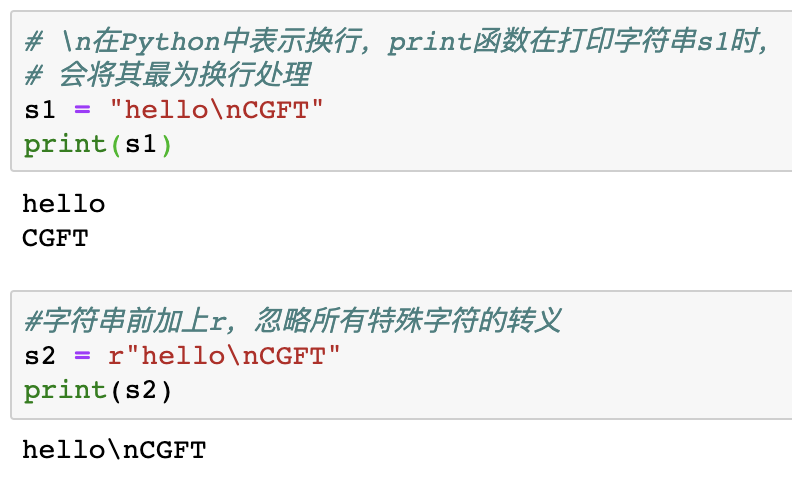 # \n在Python中表示换行，print函数在打印字符串s1时，
# 会将其最为换行处理
s1 = "hello\nCGFT"
print(s1)
hello
CGFT
#字符串前加上r，忽略所有特殊字符的转义
s2 = r"hello\nCGFT"
print(s2)
hello\nCGFT